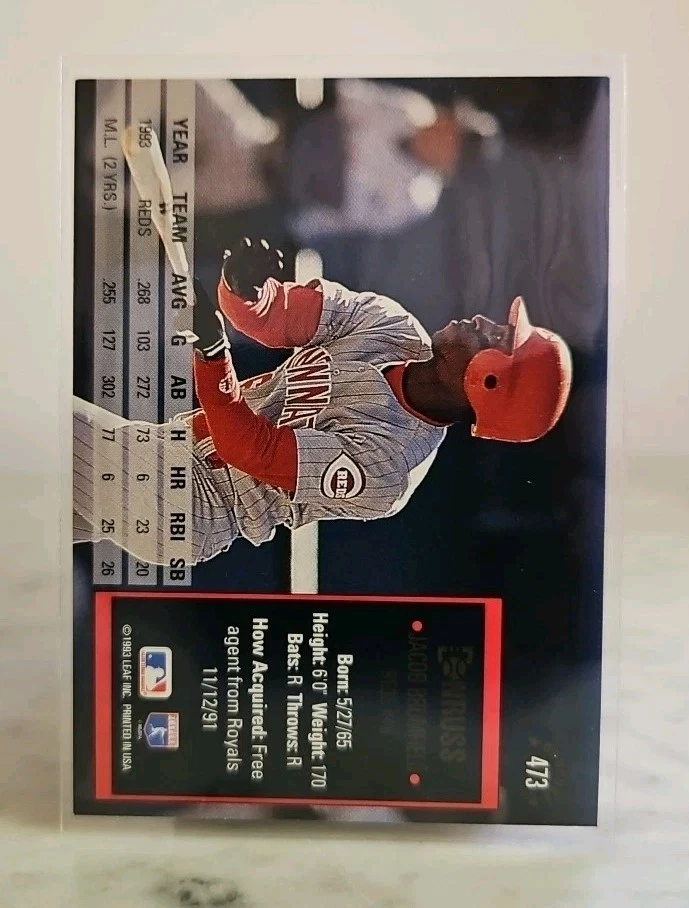 473
DONRUSS
JACOB
Born: 5/27/65
Height: 6'0" Weight: 170
Bats: R Throws: R
How Acquired: Free
agent from Royals
11/12/91
YEAR TEAM AVG G AB H HR RBI SB
1993 REDS .268 103 272 73 6 23 20
M.L. (2 YRS.) .255 127 302 77 6 25 26
©1993 LEAF INC. PRINTED IN USA
REDS